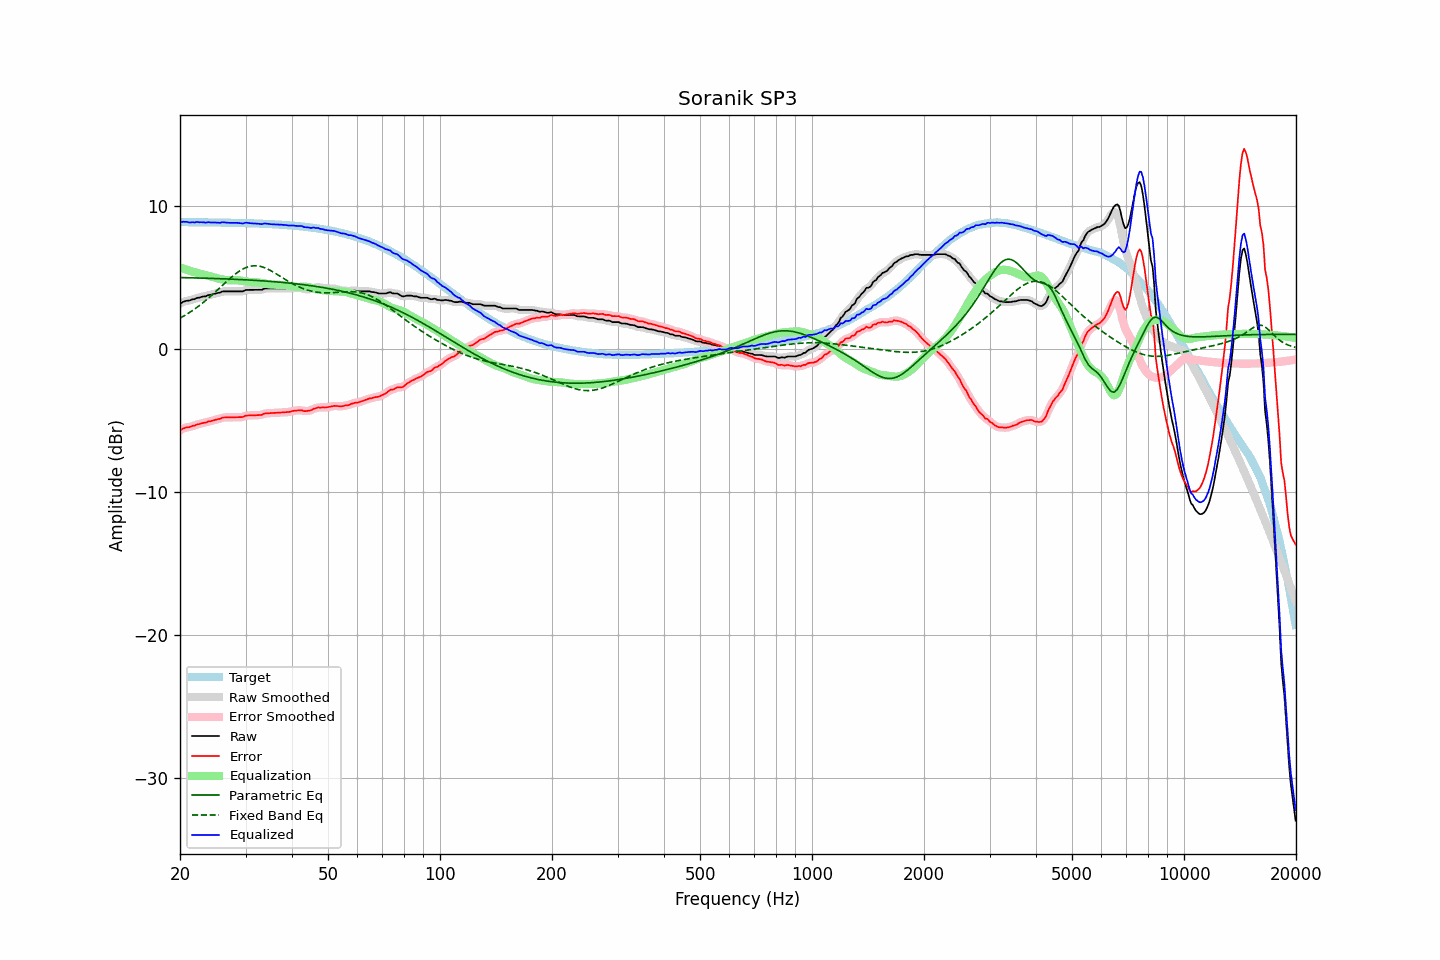 Soranik SP3
10
0
−10
−20
−30
Amplitude (dBr)
Target
Raw Smoothed
Error Smoothed
Raw
Error
Equalization
Parametric Eq
Fixed Band Eq
Equalized
20 50 100 200 500 1000 2000 5000 10000 20000
Frequency (Hz)